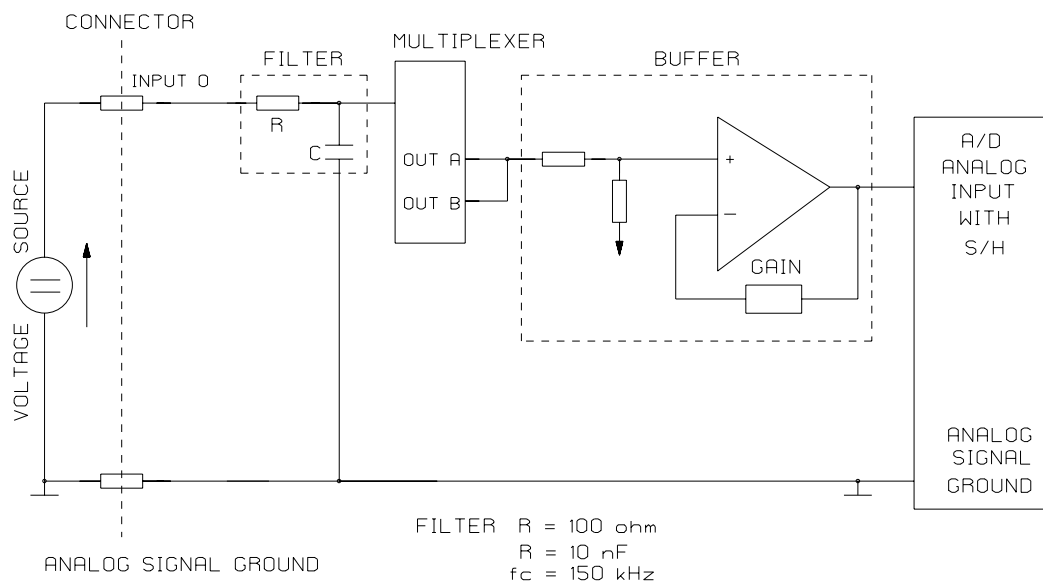 CONNECTOR
MULTIPLEXER
INPUT 0
FILTER
BUFFER
R
C
OUT A
OUT B
+
−
GAIN
A/D
ANALOG
INPUT
WITH
S/H
VOLTAGE SOURCE
ANALOG
SIGNAL
GROUND
FILTER R = 100 ohm
R = 10 nF
fc = 150 kHz
ANALOG SIGNAL GROUND